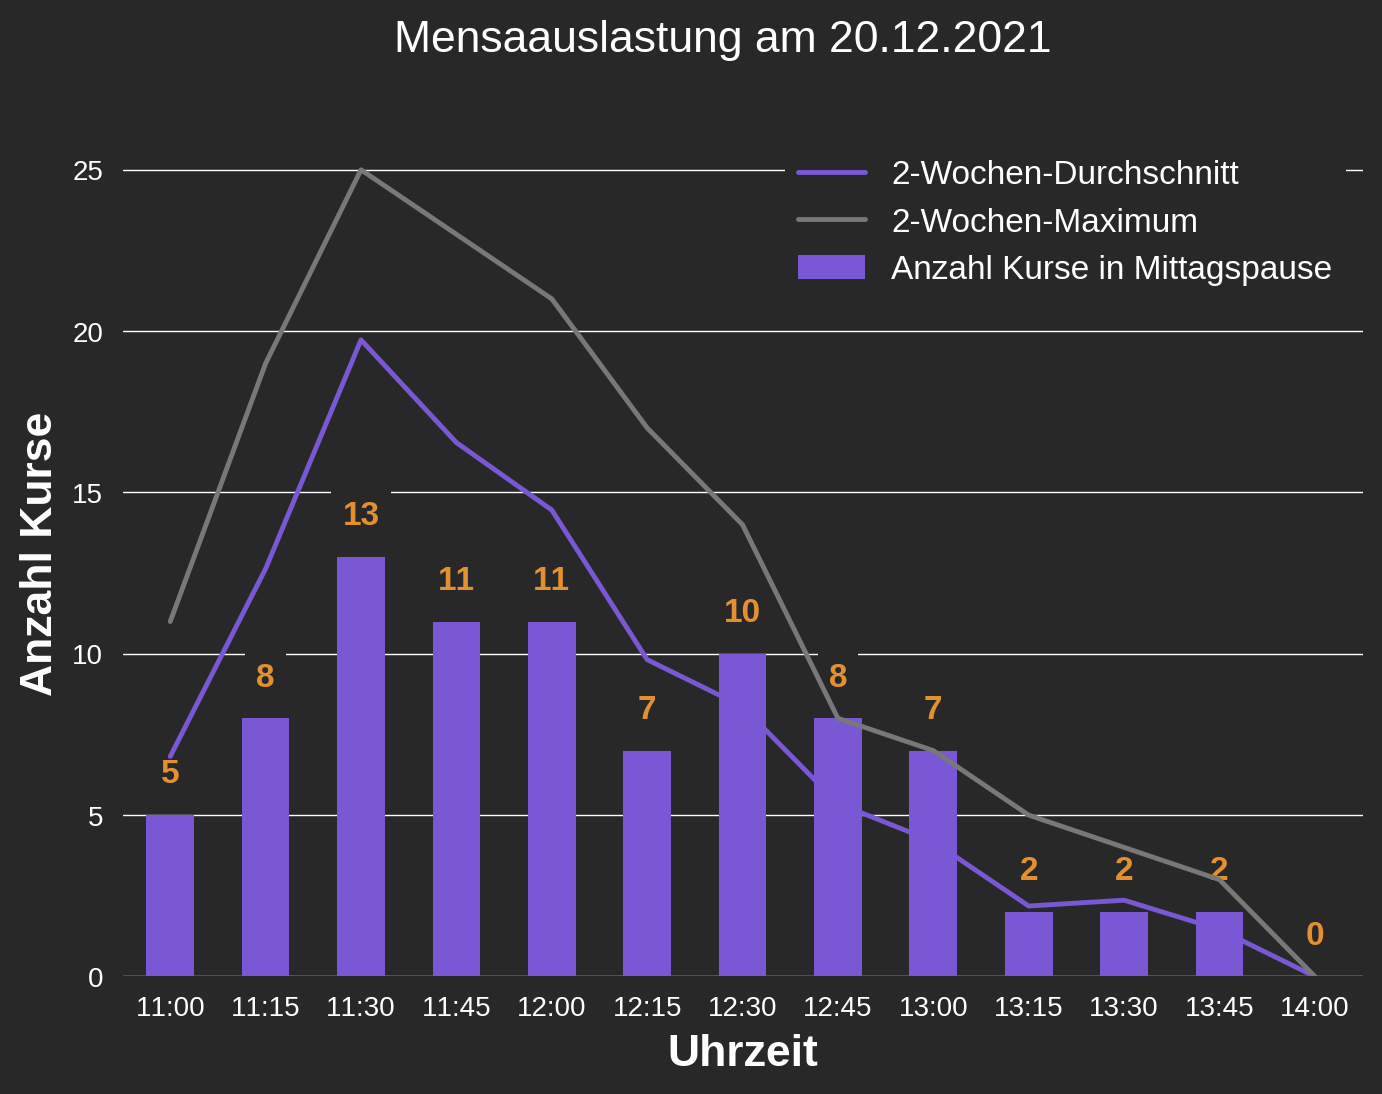 Mensaauslastung am 20.12.2021
2-Wochen-Durchschnitt
2-Wochen-Maximum
Anzahl Kurse in Mittagspause
Anzahl Kurse
25
20
15
10
5
0
5
8
13
11
11
7
10
8
7
2
2
2
0
11:00 11:15 11:30 11:45 12:00 12:15 12:30 12:45 13:00 13:15 13:30 13:45 14:00
Uhrzeit